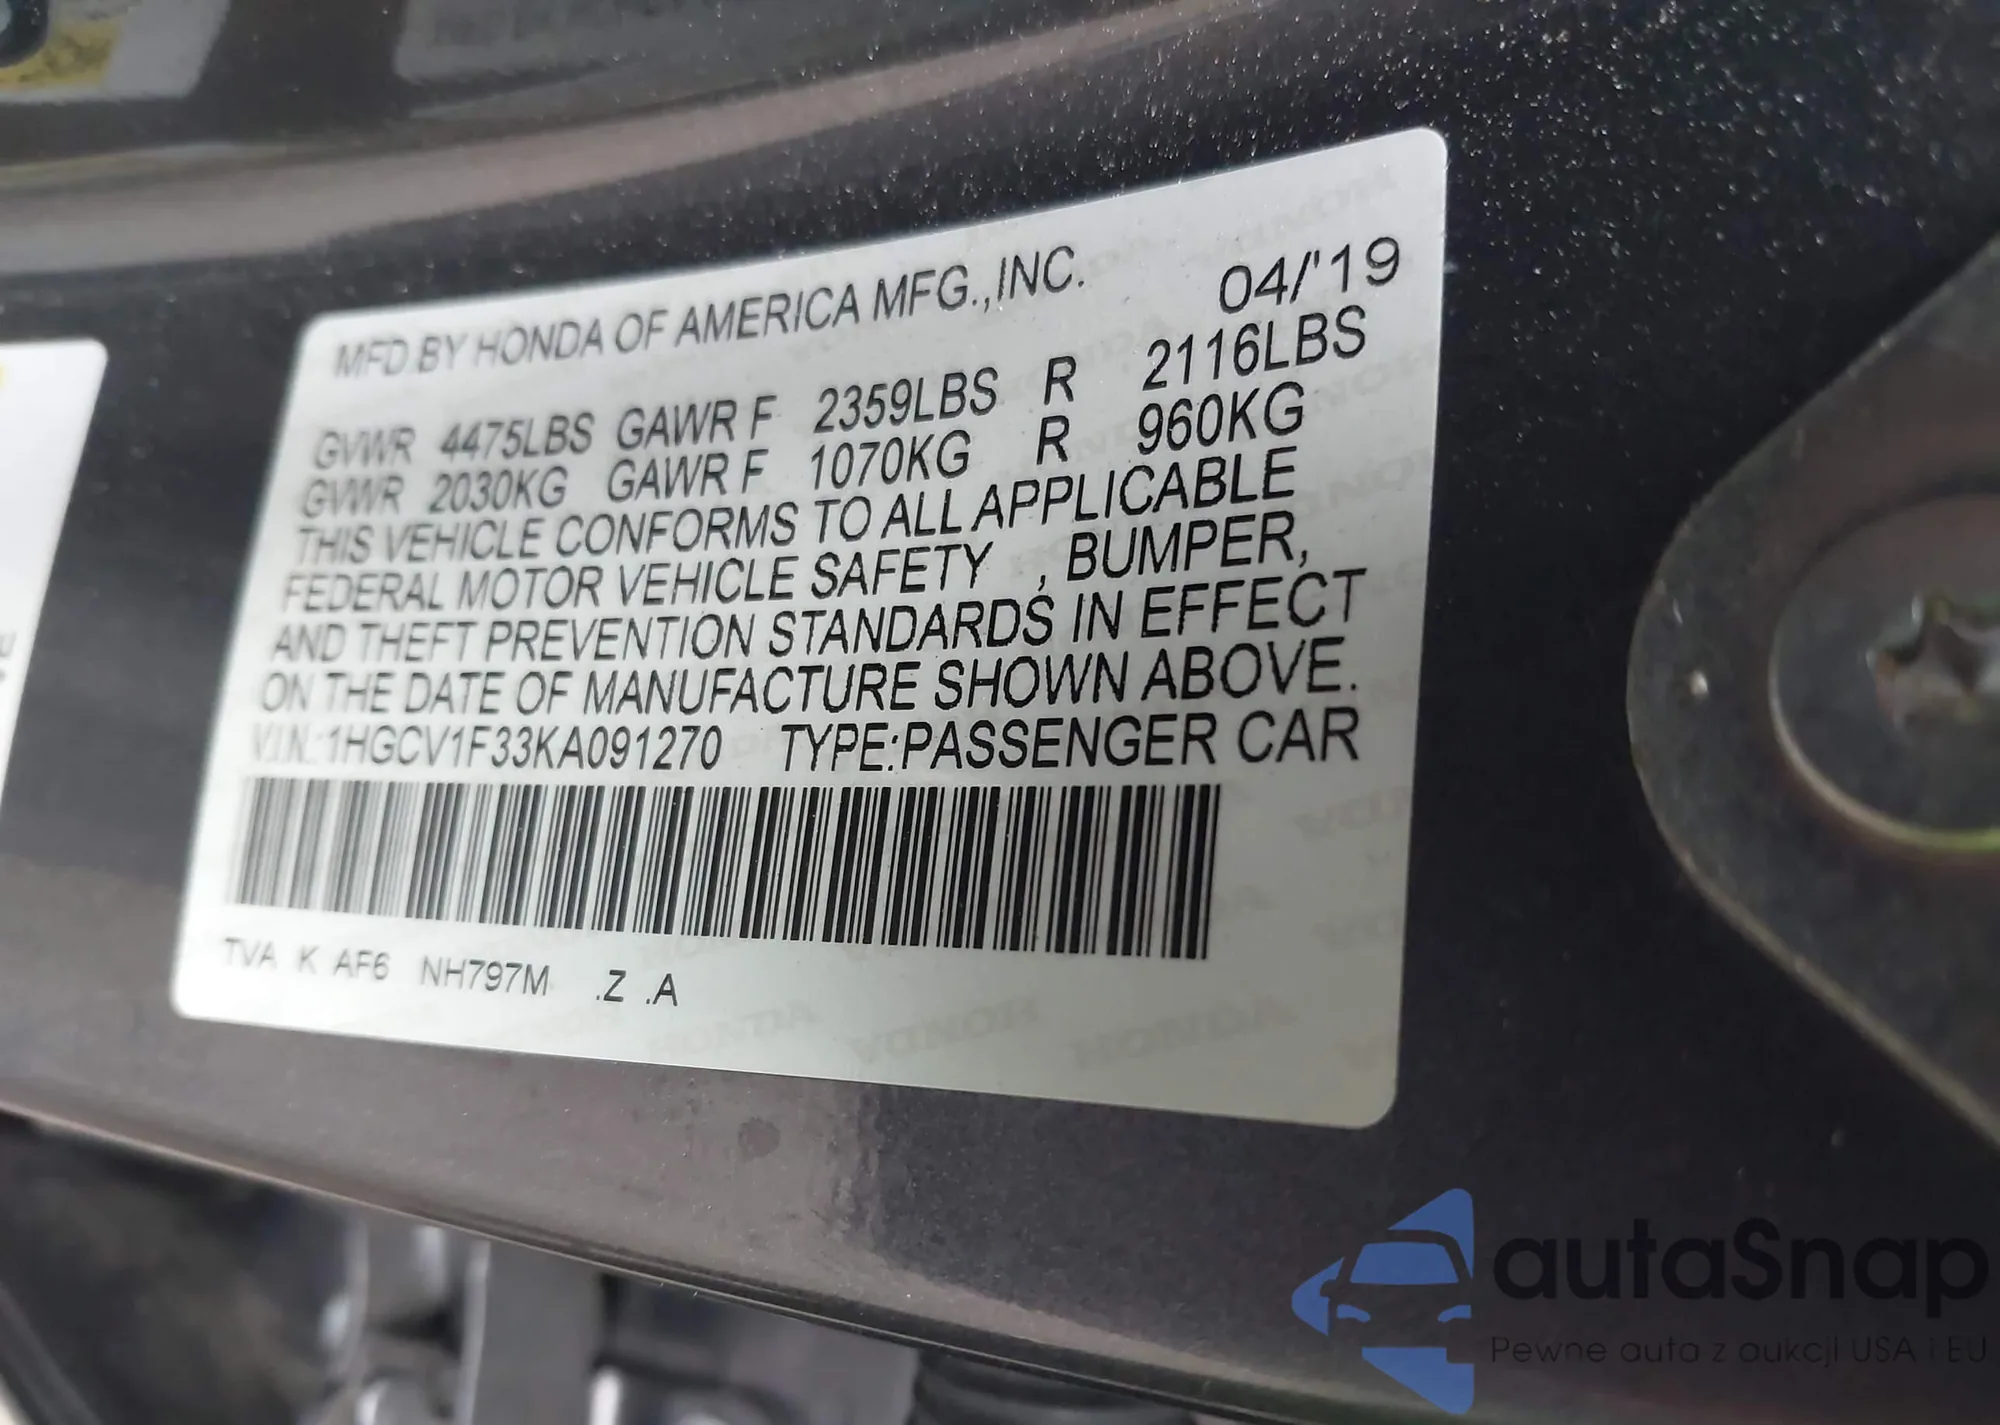 MFD.BY HONDA OF AMERICA MFG.,INC. 04/'19
GVWR 4475LBS GAWR F 2359LBS R 2116LBS
GVWR 2030KG GAWR F 1070KG R 960KG
THIS VEHICLE CONFORMS TO ALL APPLICABLE
FEDERAL MOTOR VEHICLE SAFETY , BUMPER,
AND THEFT PREVENTION STANDARDS IN EFFECT
ON THE DATE OF MANUFACTURE SHOWN ABOVE.
V.I.N.:1HGCV1F33KA091270 TYPE:PASSENGER CAR
TVA K AF6 NH797M .Z .A
autaSnap
Pewne auta z aukcji USA i EU